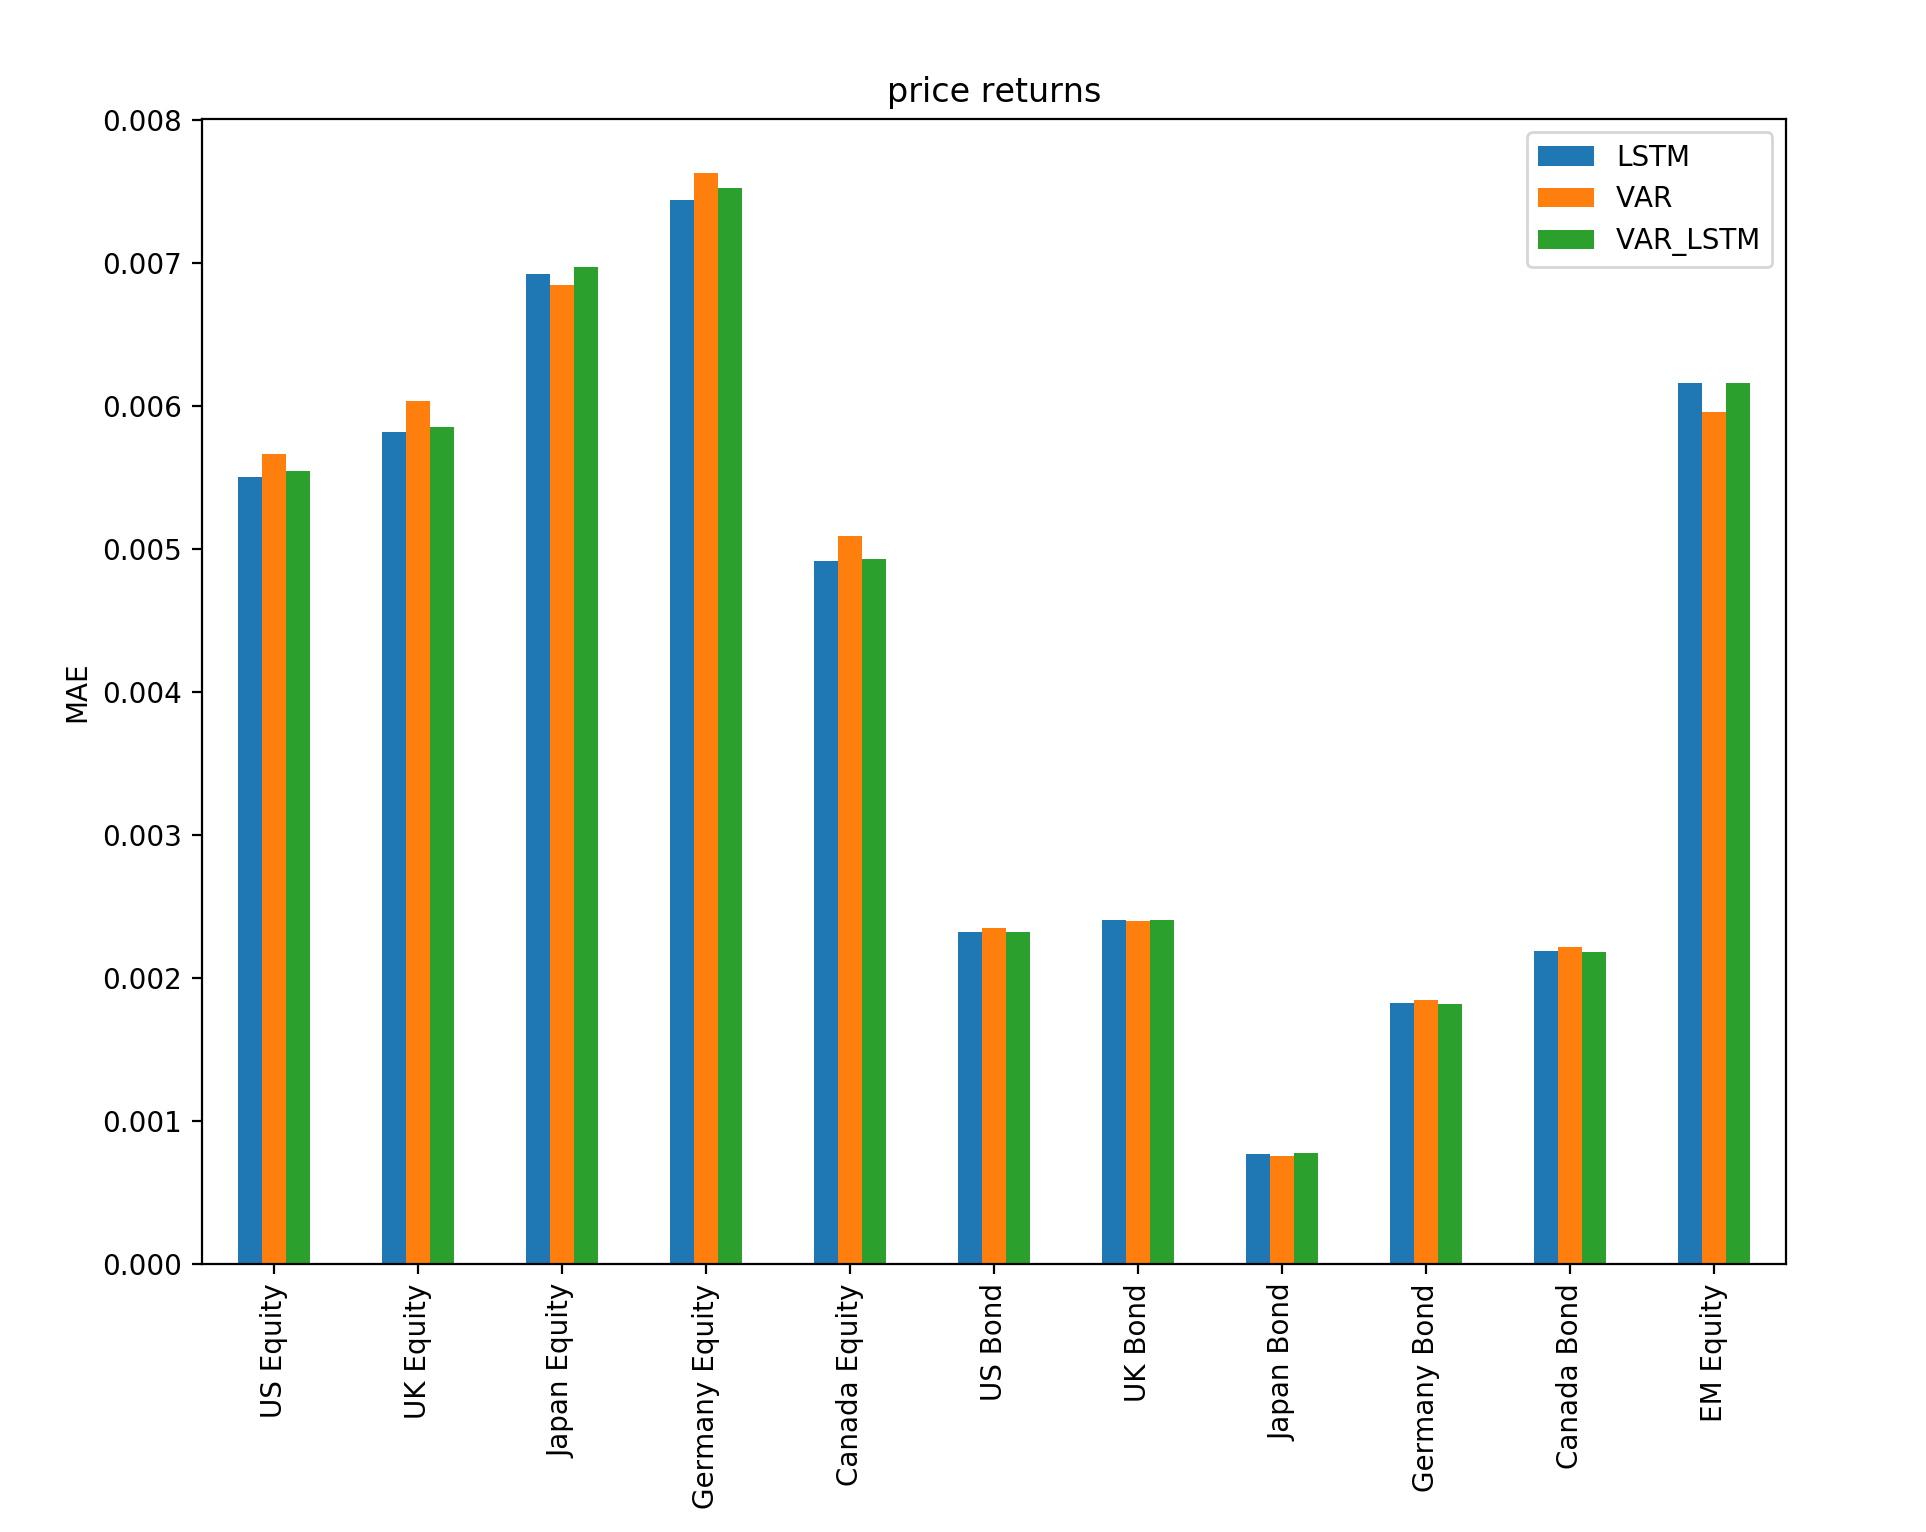 price returns
0.008
0.007
0.006
0.005
0.004
0.003
0.002
0.001
0.000
MAE
LSTM
VAR
VAR_LSTM
US Equity
UK Equity
Japan Equity
Germany Equity
Canada Equity
US Bond
UK Bond
Japan Bond
Germany Bond
Canada Bond
EM Equity